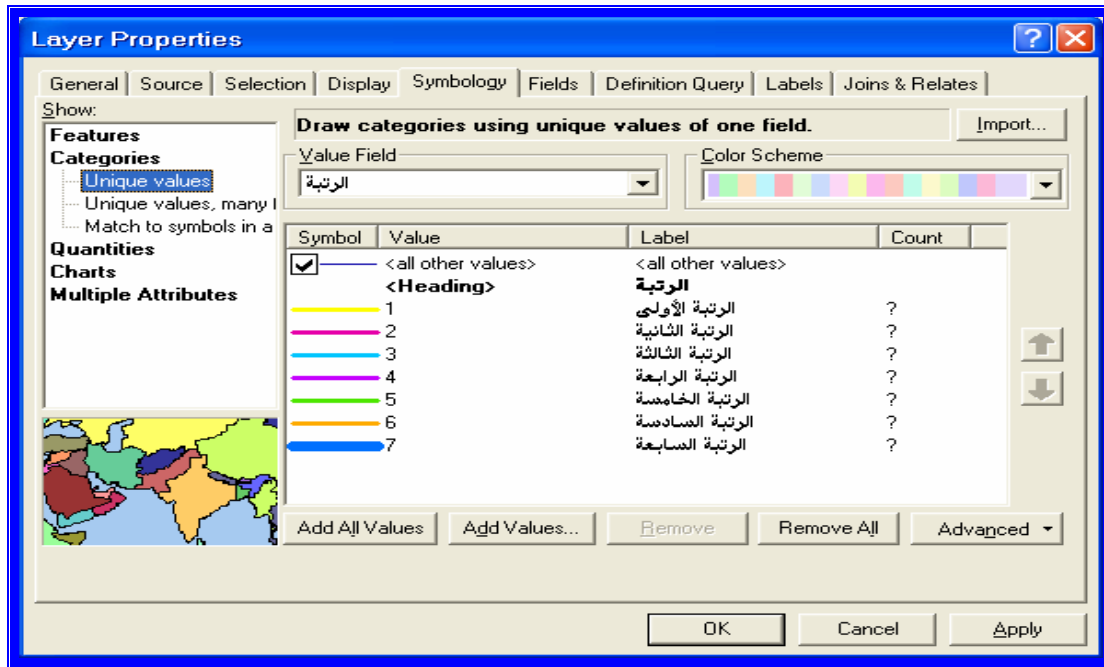 Layer Properties
General Source Selection Display Symbology Fields Definition Query Labels Joins & Relates
Show:
Features
Categories
Unique values
Unique values, many
Match to symbols in a
Quantities
Charts
Multiple Attributes
Draw categories using unique values of one field.
Import...
Value Field
الرتبة
Color Scheme
Symbol Value Label Count
<all other values> <all other values>
<Heading> الرتبة
1 الرتبة الأولى ?
2 الرتبة الثانية ?
3 الرتبة الثالثة ?
4 الرتبة الرابعة ?
5 الرتبة الخامسة ?
6 الرتبة السادسة ?
7 الرتبة السابعة ?
Add All Values Add Values... Remove Remove All Advanced
OK Cancel Apply